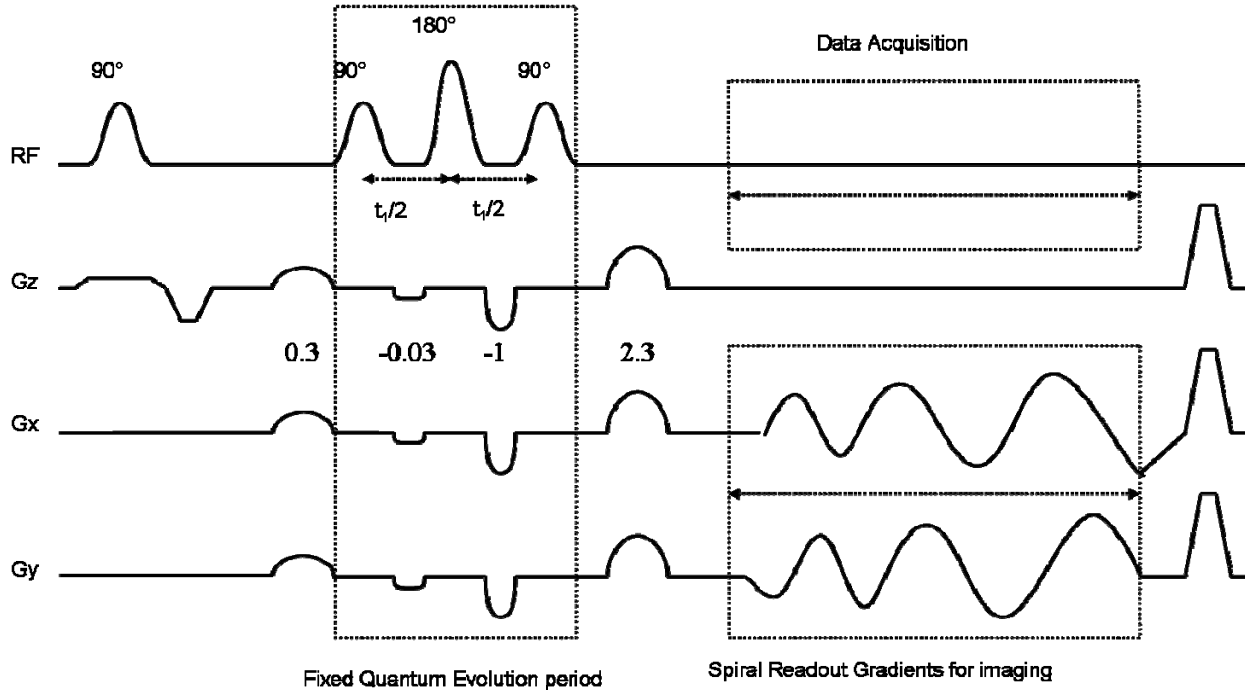 180°
Data Acquisition
90°
90°
90°
RF
t₁/2
t₁/2
Gz
0.3
-0.03
-1
2.3
Gx
Gy
Fixed Quantum Evolution period
Spiral Readout Gradients for imaging